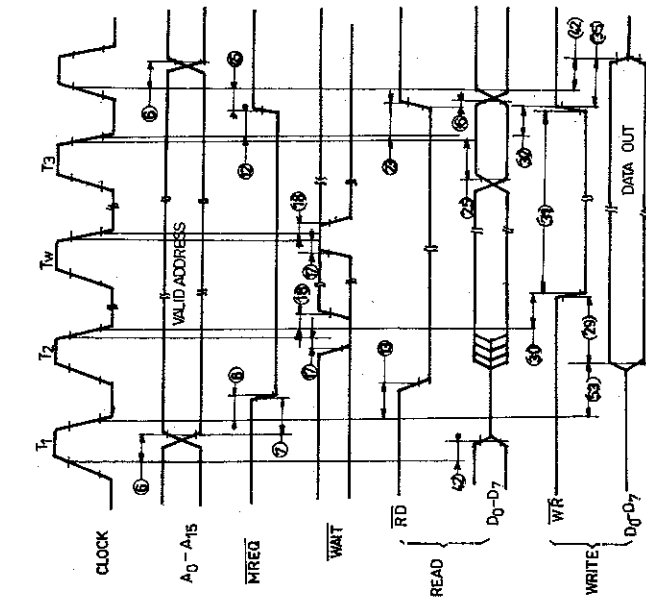 T1 T2 Tw T3
CLOCK
6 6
A0-A15 VALID ADDRESS
8 12
MREQ
7
18 18
WAIT
17 17
13 23
RD
READ
D0-D7
42 25 16
30 31 42
WR
WRITE
53 29 35
D0-D7 DATA OUT